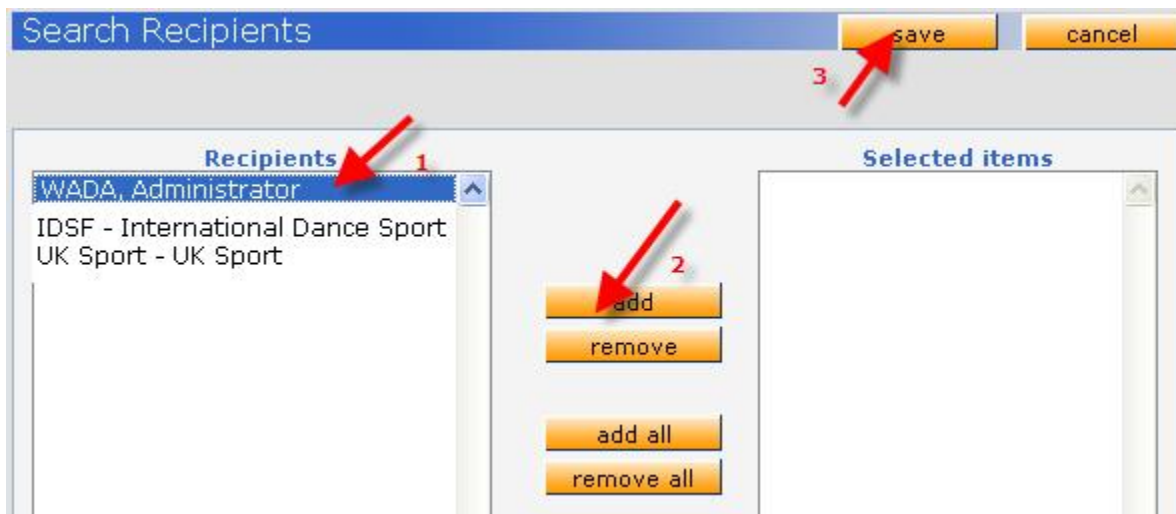 Search Recipients
save
cancel
3
Recipients
1
Selected items
WADA, Administrator
IDSF - International Dance Sport
UK Sport - UK Sport
2
add
remove
add all
remove all